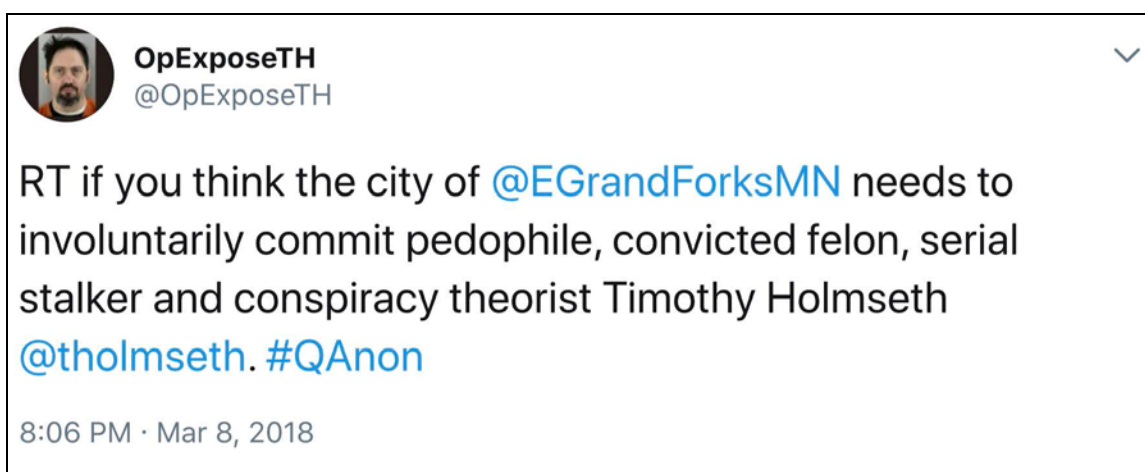 OpExposeTH
@OpExposeTH
RT if you think the city of @EGrandForksMN needs to
involuntarily commit pedophile, convicted felon, serial
stalker and conspiracy theorist Timothy Holmseth
@tholmseth. #QAnon
8:06 PM · Mar 8, 2018